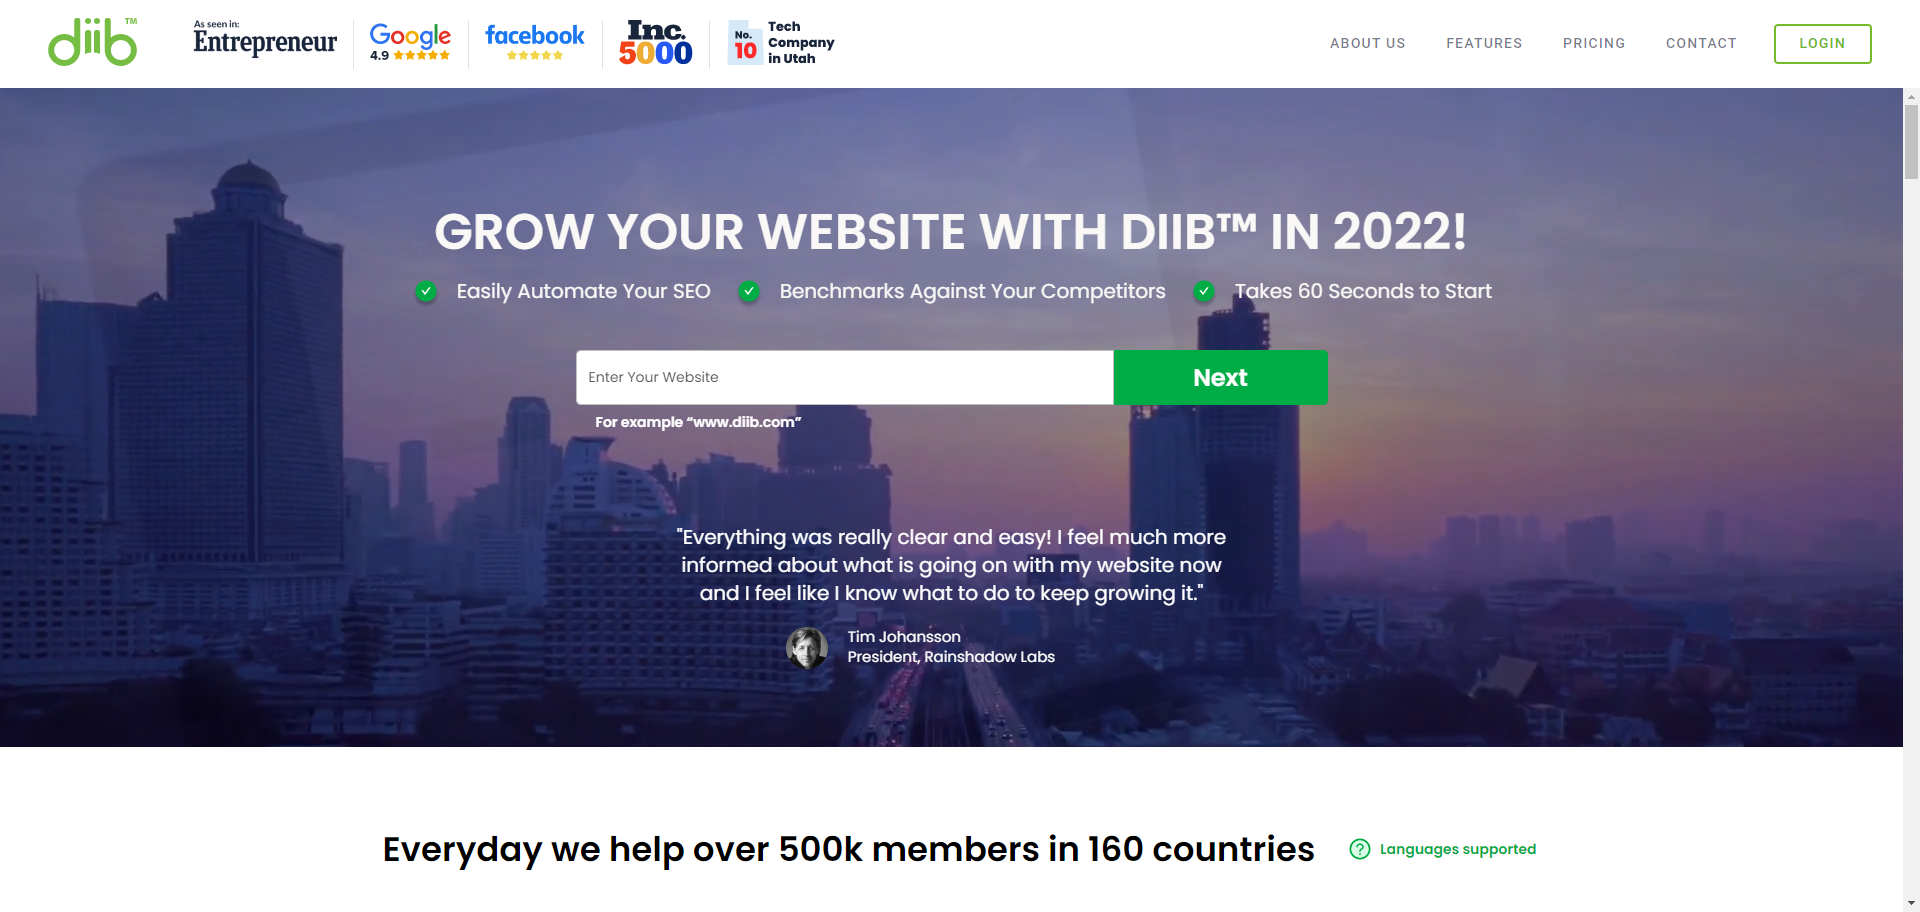 diib™
As seen in:
Entrepreneur
Google
4.9
facebook
Inc.
5000
No.
10
Tech
Company
in Utah
ABOUT US
FEATURES
PRICING
CONTACT
LOGIN
GROW YOUR WEBSITE WITH DIIB™ IN 2022!
Easily Automate Your SEO
Benchmarks Against Your Competitors
Takes 60 Seconds to Start
Enter Your Website
Next
For example “www.diib.com”
"Everything was really clear and easy! I feel much more
informed about what is going on with my website now
and I feel like I know what to do to keep growing it."
Tim Johansson
President, Rainshadow Labs
Everyday we help over 500k members in 160 countries
Languages supported